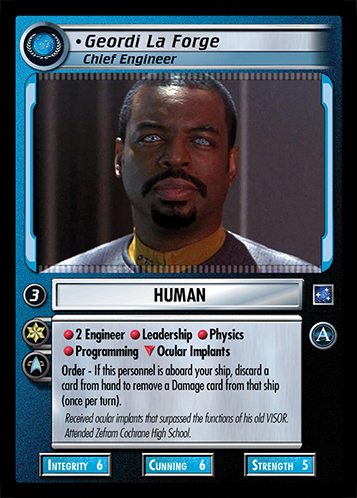 • Geordi La Forge
Chief Engineer
3
HUMAN
A
● 2 Engineer ● Leadership ● Physics
● Programming ▼ Ocular Implants
Order - If this personnel is aboard your ship, discard a
card from hand to remove a Damage card from that ship
(once per turn).
Received ocular implants that surpassed the functions of his old VISOR.
Attended Zefram Cochrane High School.
INTEGRITY 6 CUNNING 6 STRENGTH 5